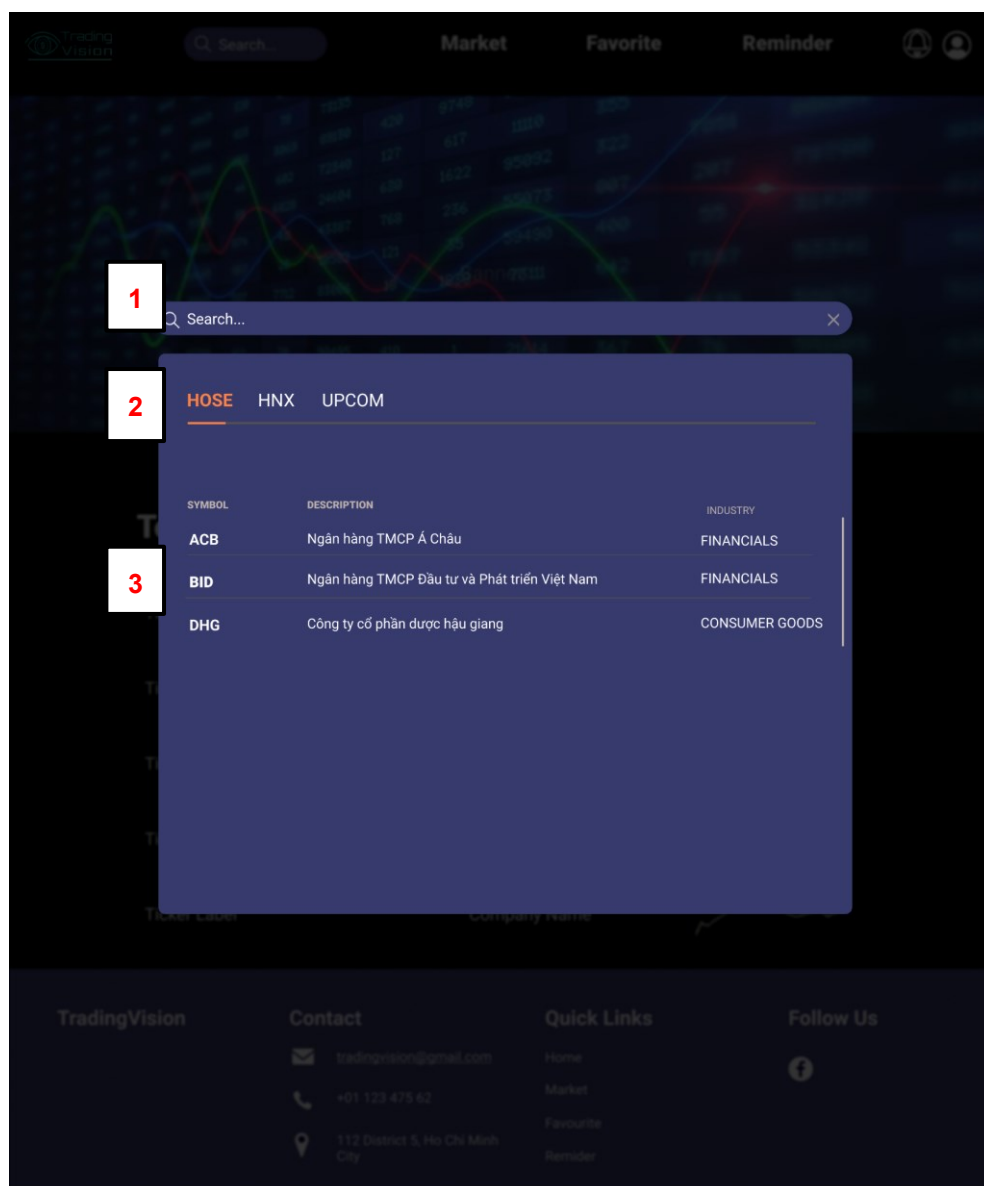 Trading
Vision
Search...
Market
Favorite
Reminder
1
Search...
2
HOSE HNX UPCOM
SYMBOL DESCRIPTION INDUSTRY
ACB Ngân hàng TMCP Á Châu FINANCIALS
3
BID Ngân hàng TMCP Đầu tư và Phát triển Việt Nam FINANCIALS
DHG Công ty cổ phần dược hậu giang CONSUMER GOODS
Ticker Label Company Name
TradingVision
Contact
tradingvision@gmail.com
+01 123 475 62
112 District 5, Ho Chi Minh
City
Quick Links
Home
Market
Favourite
Remider
Follow Us